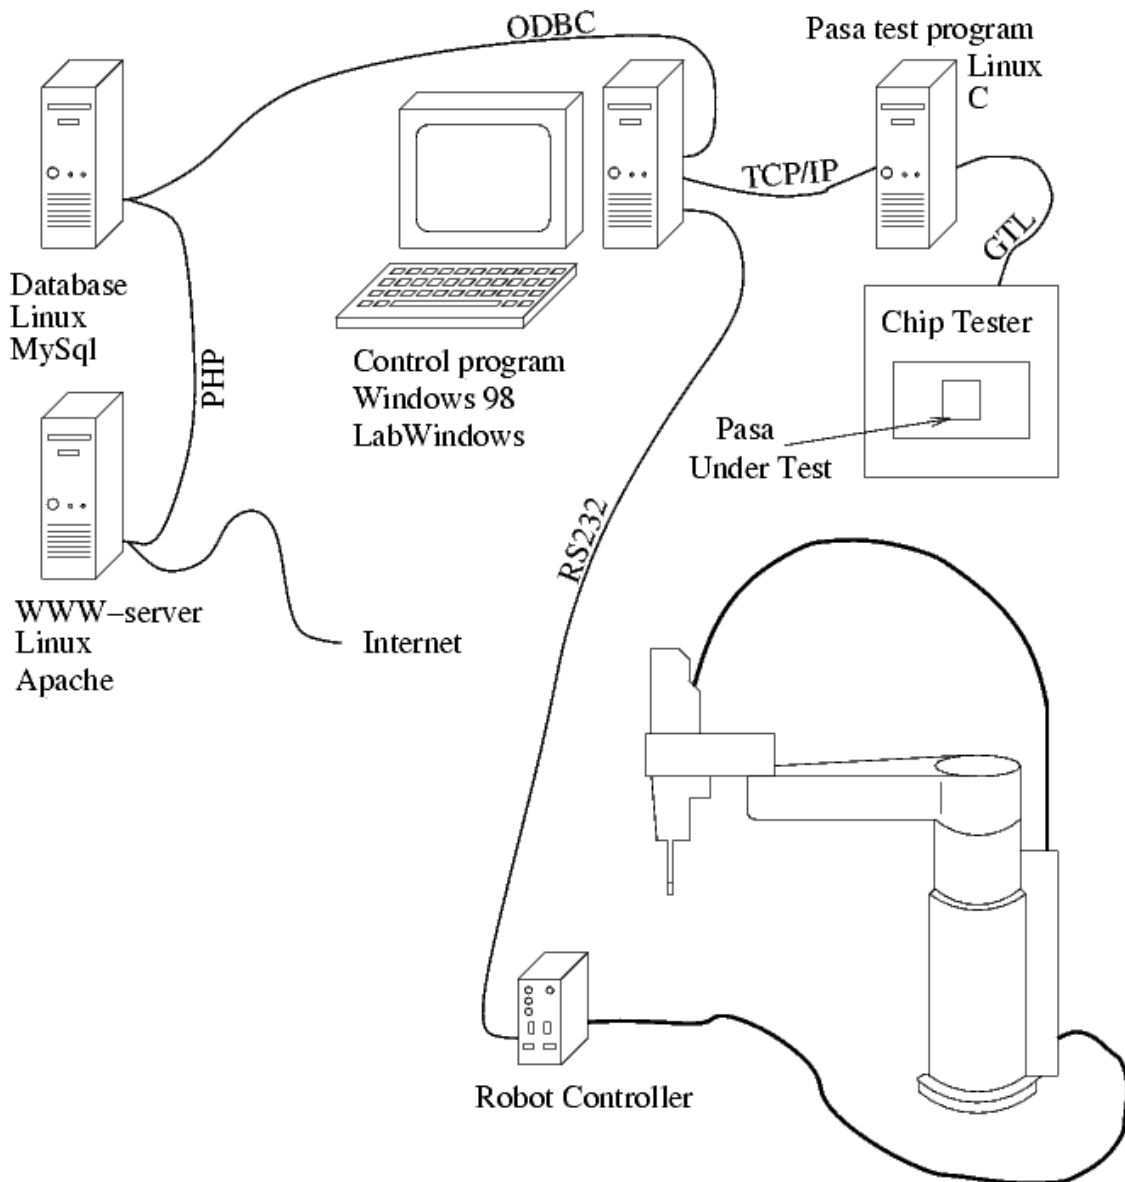 ODBC
Pasa test program
Linux
C
TCP/IP
GTL
Database
Linux
MySql
PHP
Control program
Windows 98
LabWindows
Chip Tester
Pasa
Under Test
RS232
WWW-server
Linux
Apache
Internet
Robot Controller